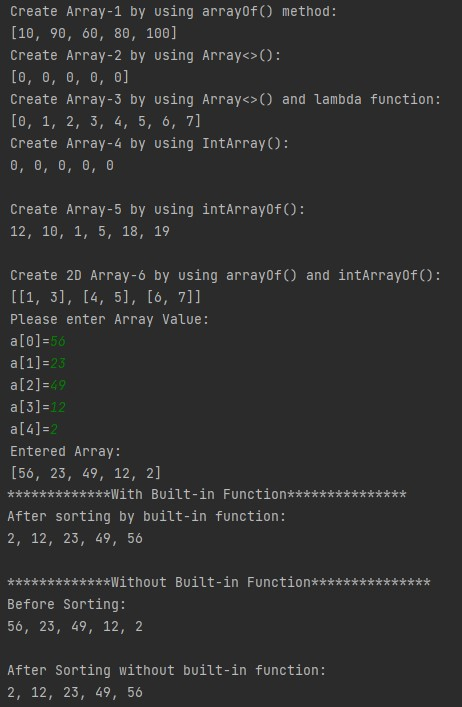 Create Array-1 by using arrayOf() method:
[10, 90, 60, 80, 100]
Create Array-2 by using Array<>():
[0, 0, 0, 0, 0]
Create Array-3 by using Array<>() and lambda function:
[0, 1, 2, 3, 4, 5, 6, 7]
Create Array-4 by using IntArray():
0, 0, 0, 0, 0
Create Array-5 by using intArrayOf():
12, 10, 1, 5, 18, 19
Create 2D Array-6 by using arrayOf() and intArrayOf():
[[1, 3], [4, 5], [6, 7]]
Please enter Array Value:
a[0]=56
a[1]=23
a[2]=49
a[3]=12
a[4]=2
Entered Array:
[56, 23, 49, 12, 2]
*************With Built-in Function***************
After sorting by built-in function:
2, 12, 23, 49, 56
*************Without Built-in Function***************
Before Sorting:
56, 23, 49, 12, 2
After Sorting without built-in function:
2, 12, 23, 49, 56